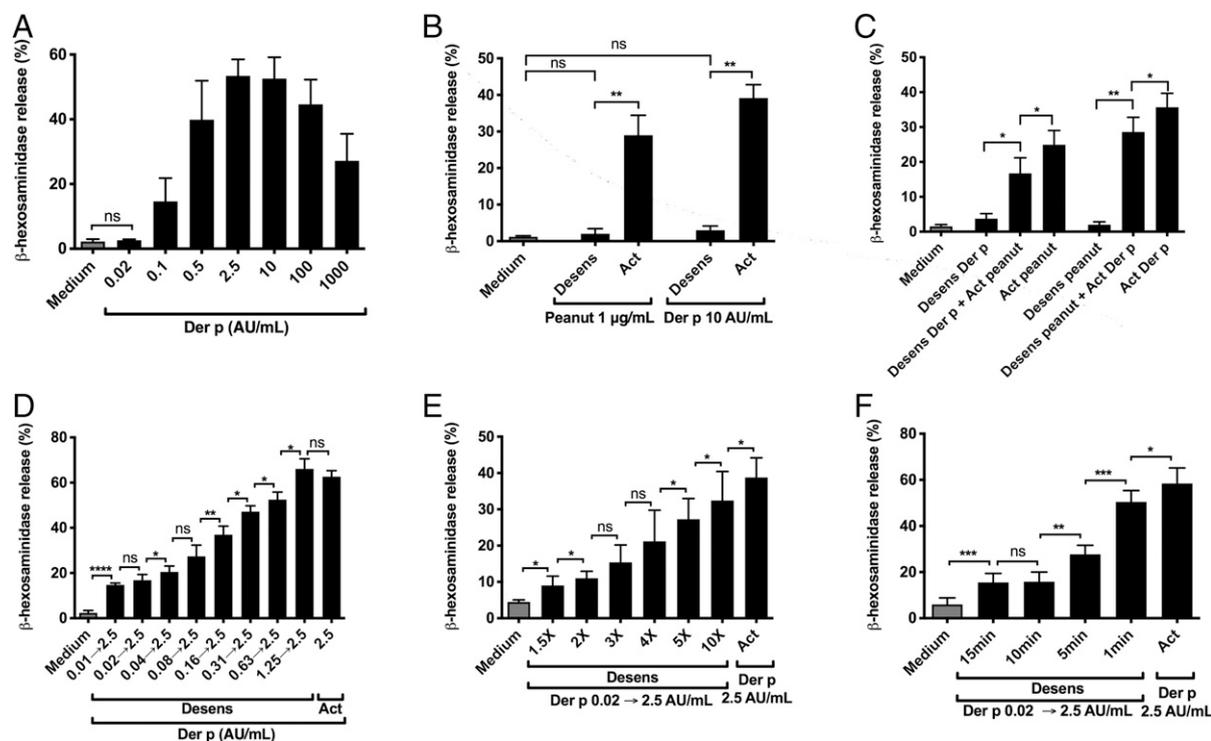 A
β-hexosaminidase release (%)
60
40
20
0
ns
Medium
0.02
0.1
0.5
2.5
10
100
1000
Der p (AU/mL)
B
β-hexosaminidase release (%)
50
40
30
20
10
0
ns
ns
**
**
Medium
Desens
Act
Desens
Act
Peanut 1 µg/mL
Der p 10 AU/mL
C
β-hexosaminidase release (%)
50
40
30
20
10
0
*
*
**
*
Medium
Desens Der p
Desens Der p + Act peanut
Act peanut
Desens peanut
Desens peanut + Act Der p
Act Der p
D
β-hexosaminidase release (%)
80
60
40
20
0
****
ns
*
ns
**
*
*
*
ns
Medium
0.01→2.5
0.02→2.5
0.04→2.5
0.08→2.5
0.16→2.5
0.31→2.5
0.63→2.5
1.25→2.5
2.5
Desens
Act
Der p (AU/mL)
E
β-hexosaminidase release (%)
50
40
30
20
10
0
*
*
ns
ns
*
*
*
Medium
1.5X
2X
3X
4X
5X
10X
Act
Desens
Der p
Der p 0.02 → 2.5 AU/mL
2.5 AU/mL
F
β-hexosaminidase release (%)
80
60
40
20
0
***
ns
**
***
*
Medium
15min
10min
5min
1min
Act
Desens
Der p
Der p 0.02 → 2.5 AU/mL
2.5 AU/mL